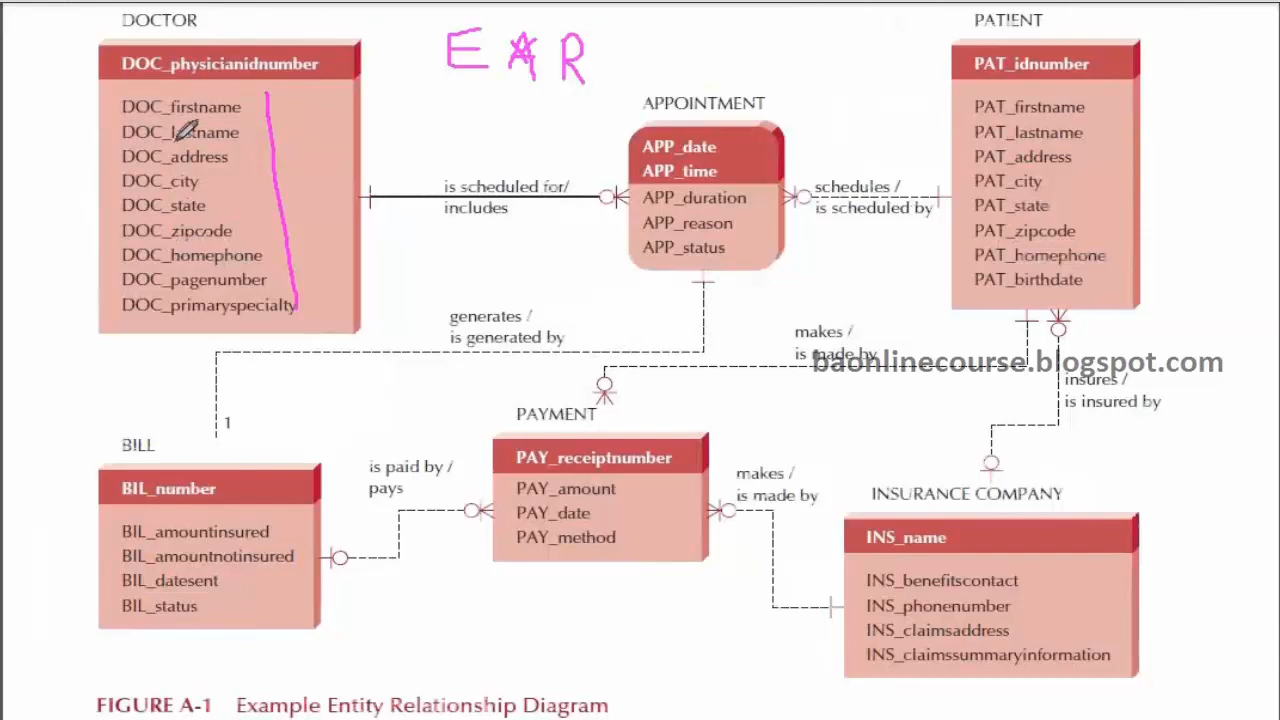 DOCTOR
DOC_physicianidnumber
DOC_firstname
DOC_lastname
DOC_address
DOC_city
DOC_state
DOC_zipcode
DOC_homephone
DOC_pagenumber
DOC_primaryspecialty
E A R
PATIENT
PAT_idnumber
PAT_firstname
PAT_lastname
PAT_address
PAT_city
PAT_state
PAT_zipcode
PAT_homephone
PAT_birthdate
APPOINTMENT
APP_date
APP_time
APP_duration
APP_reason
APP_status
is scheduled for/
includes
schedules /
is scheduled by
generates /
is generated by
makes /
is made by
baonlinecourse.blogspot.com
insures /
is insured by
1
BILL
BIL_number
BIL_amountinsured
BIL_amountnotinsured
BIL_datesent
BIL_status
is paid by /
pays
PAYMENT
PAY_receiptnumber
PAY_amount
PAY_date
PAY_method
makes /
is made by
INSURANCE COMPANY
INS_name
INS_benefitscontact
INS_phonenumber
INS_claimsaddress
INS_claimssummaryinformation
FIGURE A-1 Example Entity Relationship Diagram